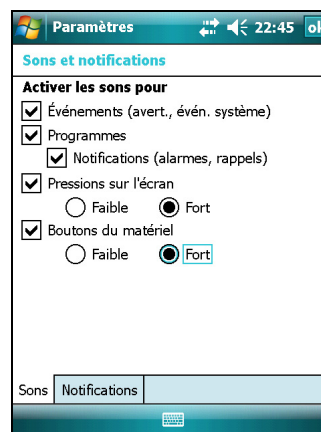 Paramètres 22:45 ok
Sons et notifications
Activer les sons pour
Événements (avert., évén. système)
Programmes
Notifications (alarmes, rappels)
Pressions sur l'écran
Faible Fort
Boutons du matériel
Faible Fort
Sons Notifications